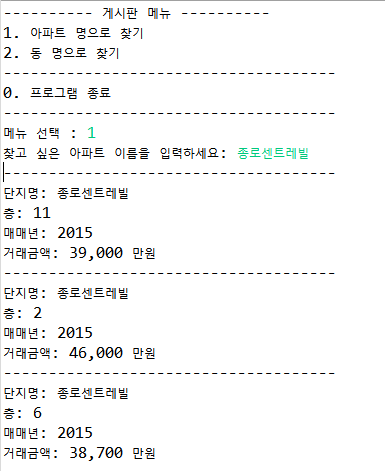 ---------- 게시판 메뉴 ----------
1. 아파트 명으로 찾기
2. 동 명으로 찾기
----------------------------------
0. 프로그램 종료
----------------------------------
메뉴 선택 : 1
찾고 싶은 아파트 이름을 입력하세요: 종로센트레빌
----------------------------------
단지명: 종로센트레빌
층: 11
매매년: 2015
거래금액: 39,000 만원
----------------------------------
단지명: 종로센트레빌
층: 2
매매년: 2015
거래금액: 46,000 만원
----------------------------------
단지명: 종로센트레빌
층: 6
매매년: 2015
거래금액: 38,700 만원